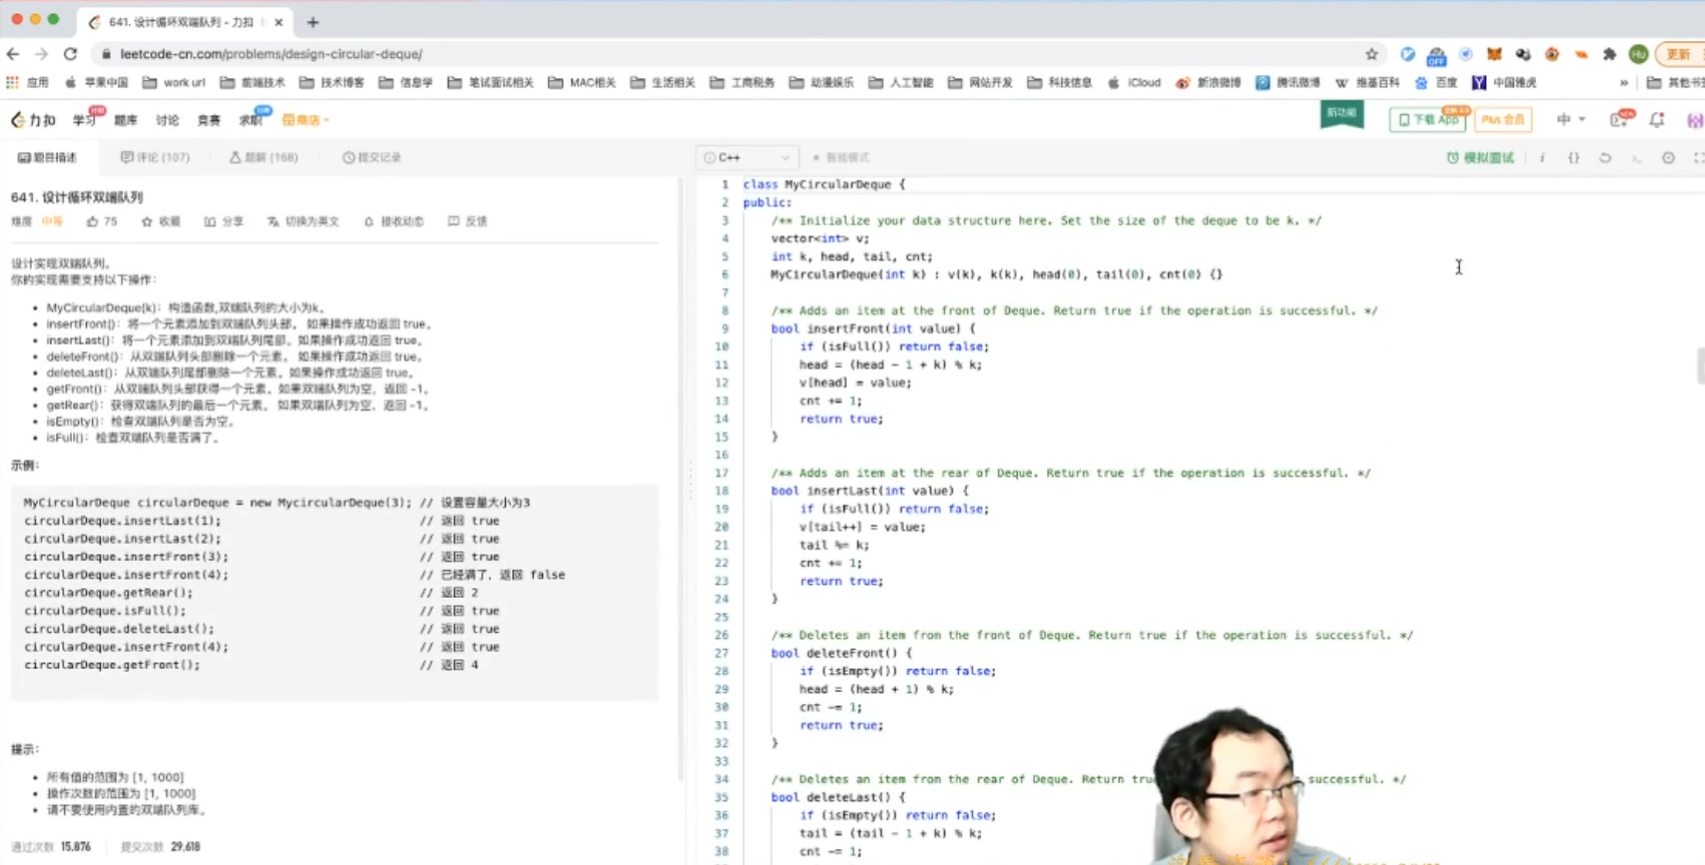 641. 设计循环双端队列 - 力扣
leetcode-cn.com/problems/design-circular-deque/
更新
应用 苹果中国 work url 前端技术 技术博客 信息学 笔试面试相关 MAC相关 生活相关 工商税务 动漫娱乐 人工智能 网站开发 科技信息 iCloud 新浪微博 腾讯微博 维基百科 百度 中国雅虎 »
力扣 学习 题库 讨论 竞赛 求职 商店 新功能 下载 App Plus 会员 中
题目描述 评论 (107) 题解 (168) 提交记录
C++ 智能模式 模拟面试
641. 设计循环双端队列
难度 中等 75 收藏 分享 切换为英文 接收动态 反馈
设计实现双端队列。
你的实现需要支持以下操作:
MyCircularDeque(k)：构造函数,双端队列的大小为k。
insertFront()：将一个元素添加到双端队列头部。 如果操作成功返回 true。
insertLast()：将一个元素添加到双端队列尾部。如果操作成功返回 true。
deleteFront()：从双端队列头部删除一个元素。 如果操作成功返回 true。
deleteLast()：从双端队列尾部删除一个元素。如果操作成功返回 true。
getFront()：从双端队列头部获得一个元素。如果双端队列为空，返回 -1。
getRear()：获得双端队列的最后一个元素。 如果双端队列为空，返回 -1。
isEmpty()：检查双端队列是否为空。
isFull()：检查双端队列是否满了。
示例:
MyCircularDeque circularDeque = new MycircularDeque(3); // 设置容量大小为3
circularDeque.insertLast(1); // 返回 true
circularDeque.insertLast(2); // 返回 true
circularDeque.insertFront(3); // 返回 true
circularDeque.insertFront(4); // 已经满了，返回 false
circularDeque.getRear(); // 返回 2
circularDeque.isFull(); // 返回 true
circularDeque.deleteLast(); // 返回 true
circularDeque.insertFront(4); // 返回 true
circularDeque.getFront(); // 返回 4
提示:
所有值的范围为 [1, 1000]
操作次数的范围为 [1, 1000]
请不要使用内置的双端队列库。
通过次数 15,876 提交次数 29,618
1 class MyCircularDeque {
2 public:
3 /** Initialize your data structure here. Set the size of the deque to be k. */
4 vector<int> v;
5 int k, head, tail, cnt;
6 MyCircularDeque(int k) : v(k), k(k), head(0), tail(0), cnt(0) {}
7
8 /** Adds an item at the front of Deque. Return true if the operation is successful. */
9 bool insertFront(int value) {
10 if (isFull()) return false;
11 head = (head - 1 + k) % k;
12 v[head] = value;
13 cnt += 1;
14 return true;
15 }
16
17 /** Adds an item at the rear of Deque. Return true if the operation is successful. */
18 bool insertLast(int value) {
19 if (isFull()) return false;
20 v[tail++] = value;
21 tail %= k;
22 cnt += 1;
23 return true;
24 }
25
26 /** Deletes an item from the front of Deque. Return true if the operation is successful. */
27 bool deleteFront() {
28 if (isEmpty()) return false;
29 head = (head + 1) % k;
30 cnt -= 1;
31 return true;
32 }
33
34 /** Deletes an item from the rear of Deque. Return successful. */
35 bool deleteLast() {
36 if (isEmpty()) return false;
37 tail = (tail - 1 + k) % k;
38 cnt -= 1;